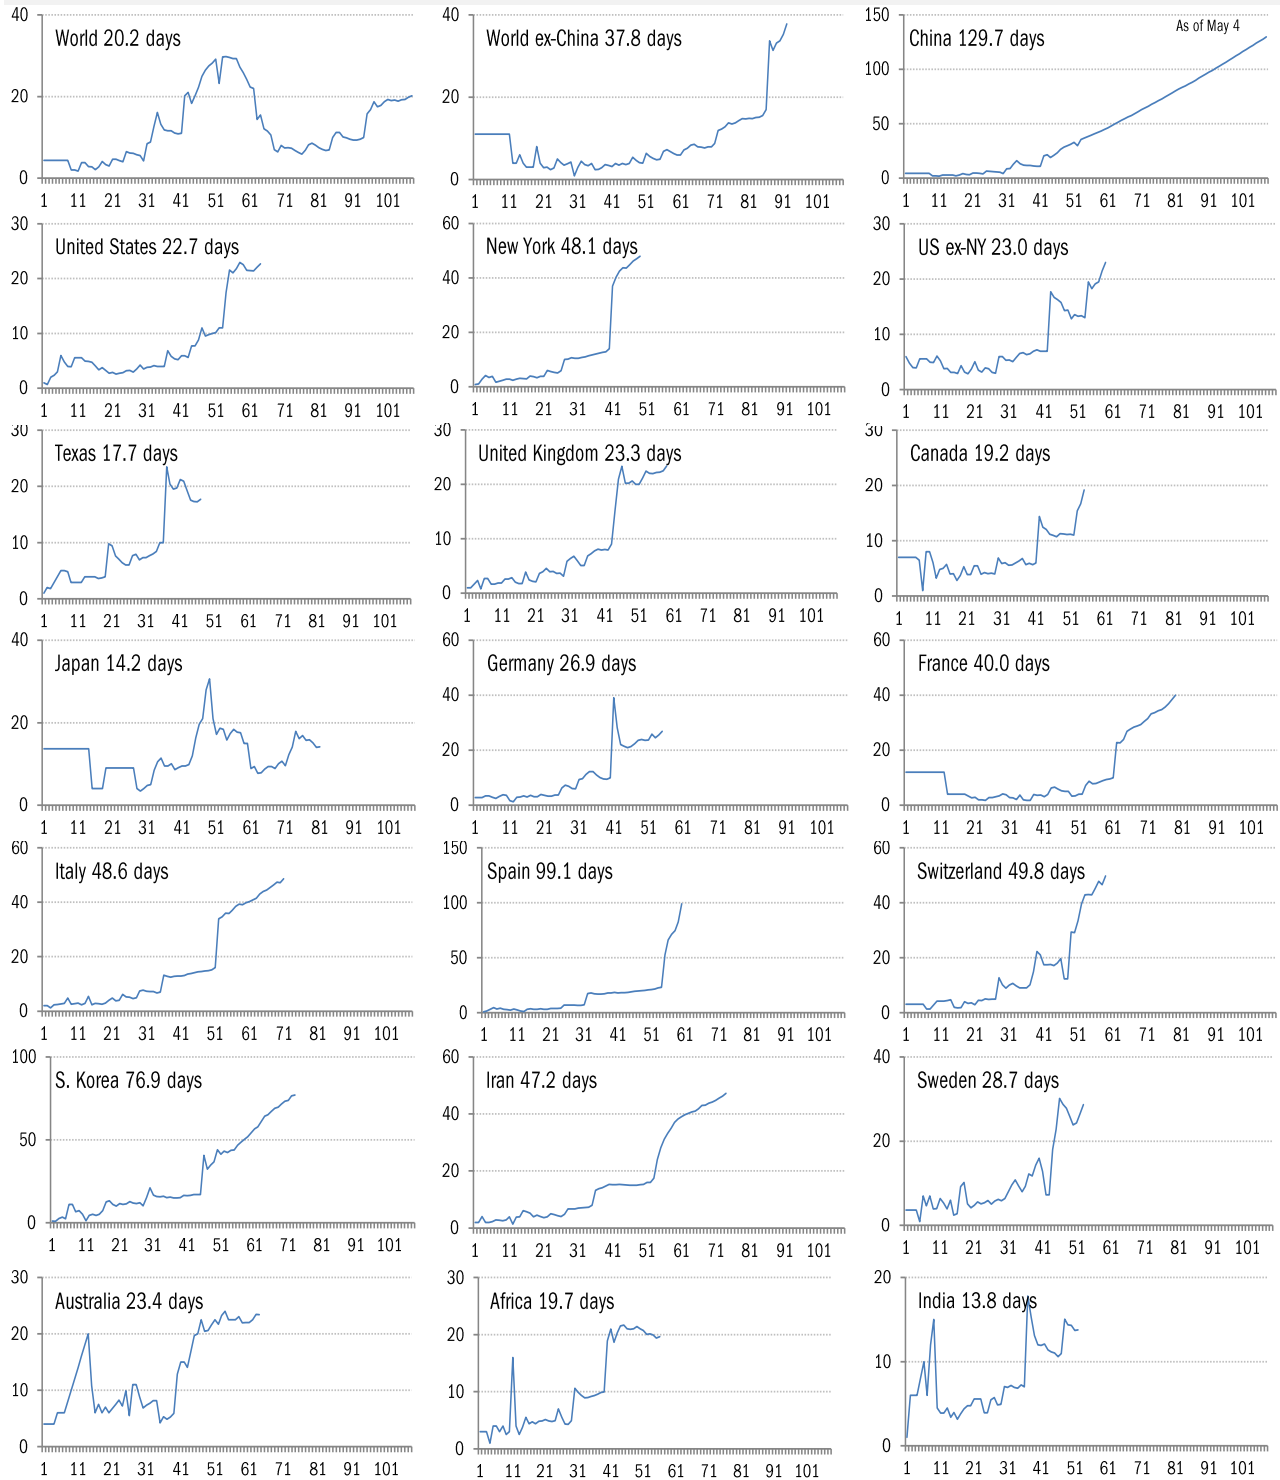 40
World 20.2 days
20
0
1 11 21 31 41 51 61 71 81 91 101
40
World ex-China 37.8 days
20
0
1 11 21 31 41 51 61 71 81 91 101
150
As of May 4
China 129.7 days
100
50
0
1 11 21 31 41 51 61 71 81 91 101
30
United States 22.7 days
20
10
0
1 11 21 31 41 51 61 71 81 91 101
60
New York 48.1 days
40
20
0
1 11 21 31 41 51 61 71 81 91 101
30
US ex-NY 23.0 days
20
10
0
1 11 21 31 41 51 61 71 81 91 101
30
Texas 17.7 days
20
10
0
1 11 21 31 41 51 61 71 81 91 101
30
United Kingdom 23.3 days
20
10
0
1 11 21 31 41 51 61 71 81 91 101
30
Canada 19.2 days
20
10
0
1 11 21 31 41 51 61 71 81 91 101
40
Japan 14.2 days
20
0
1 11 21 31 41 51 61 71 81 91 101
60
Germany 26.9 days
40
20
0
1 11 21 31 41 51 61 71 81 91 101
60
France 40.0 days
40
20
0
1 11 21 31 41 51 61 71 81 91 101
60
Italy 48.6 days
40
20
0
1 11 21 31 41 51 61 71 81 91 101
150
Spain 99.1 days
100
50
0
1 11 21 31 41 51 61 71 81 91 101
60
Switzerland 49.8 days
40
20
0
1 11 21 31 41 51 61 71 81 91 101
100
S. Korea 76.9 days
50
0
1 11 21 31 41 51 61 71 81 91 101
60
Iran 47.2 days
40
20
0
1 11 21 31 41 51 61 71 81 91 101
40
Sweden 28.7 days
20
0
1 11 21 31 41 51 61 71 81 91 101
30
Australia 23.4 days
20
10
0
1 11 21 31 41 51 61 71 81 91 101
30
Africa 19.7 days
20
10
0
1 11 21 31 41 51 61 71 81 91 101
20
India 13.8 days
10
0
1 11 21 31 41 51 61 71 81 91 101